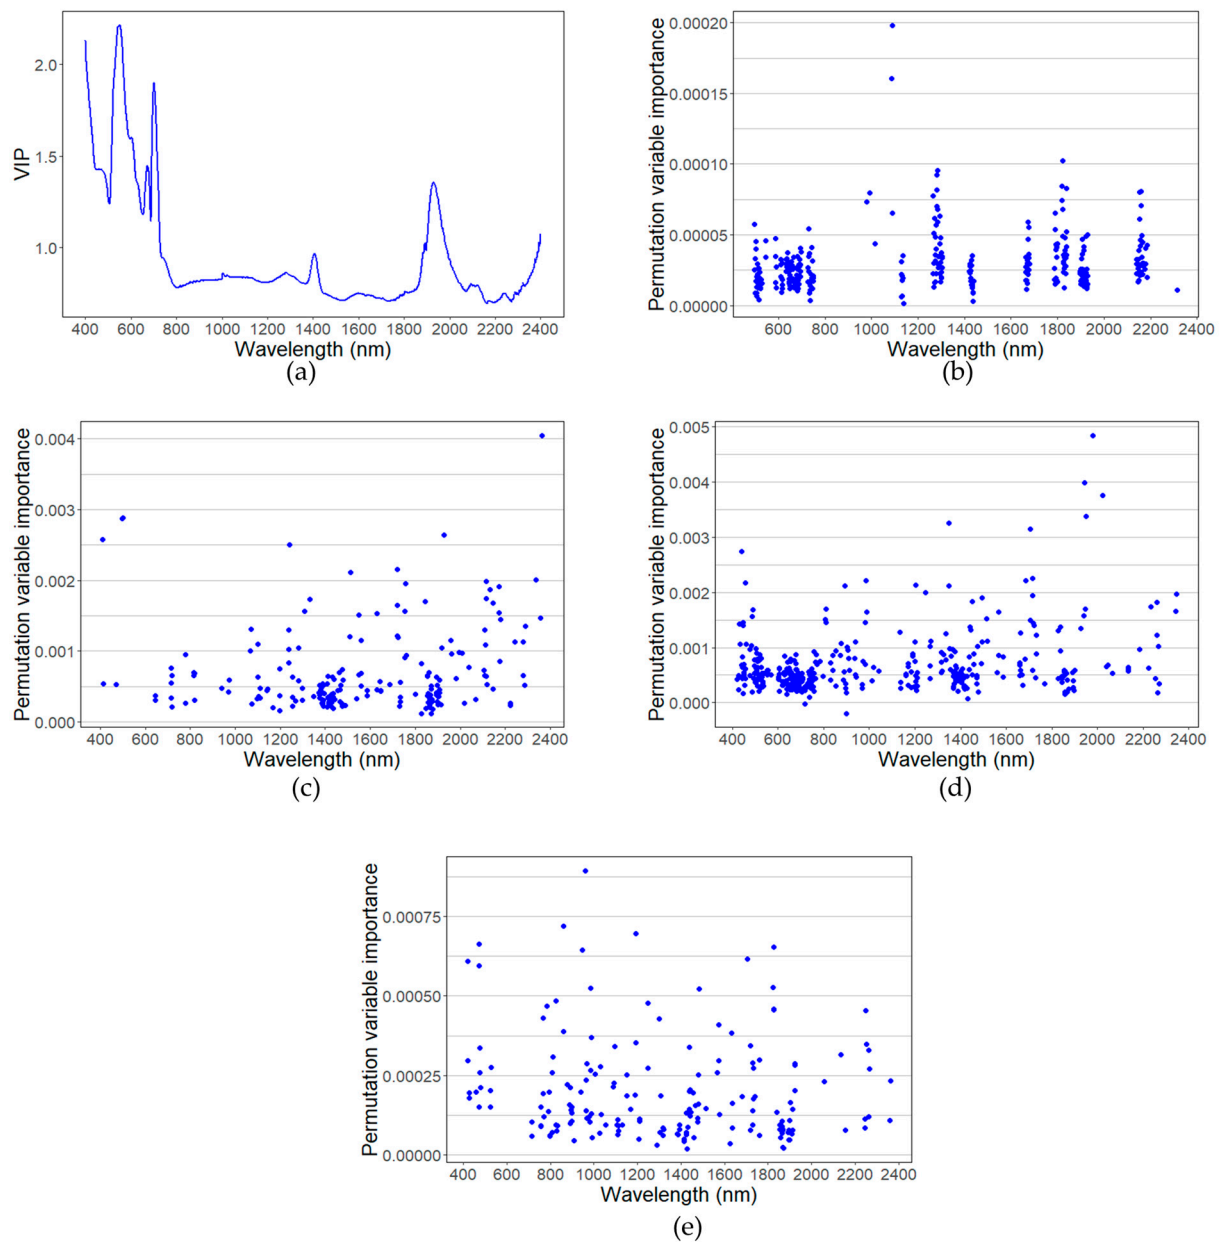 VIP
2.0
1.5
1.0
400 600 800 1000 1200 1400 1600 1800 2000 2200 2400
Wavelength (nm)
(a)
Permutation variable importance
0.00020
0.00015
0.00010
0.00005
0.00000
600 800 1000 1200 1400 1600 1800 2000 2200 2400
Wavelength (nm)
(b)
Permutation variable importance
0.004
0.003
0.002
0.001
0.000
400 600 800 1000 1200 1400 1600 1800 2000 2200 2400
Wavelength (nm)
(c)
Permutation variable importance
0.005
0.004
0.003
0.002
0.001
0.000
400 600 800 1000 1200 1400 1600 1800 2000 2200 2400
Wavelength (nm)
(d)
Permutation variable importance
0.00075
0.00050
0.00025
0.00000
400 600 800 1000 1200 1400 1600 1800 2000 2200 2400
Wavelength (nm)
(e)